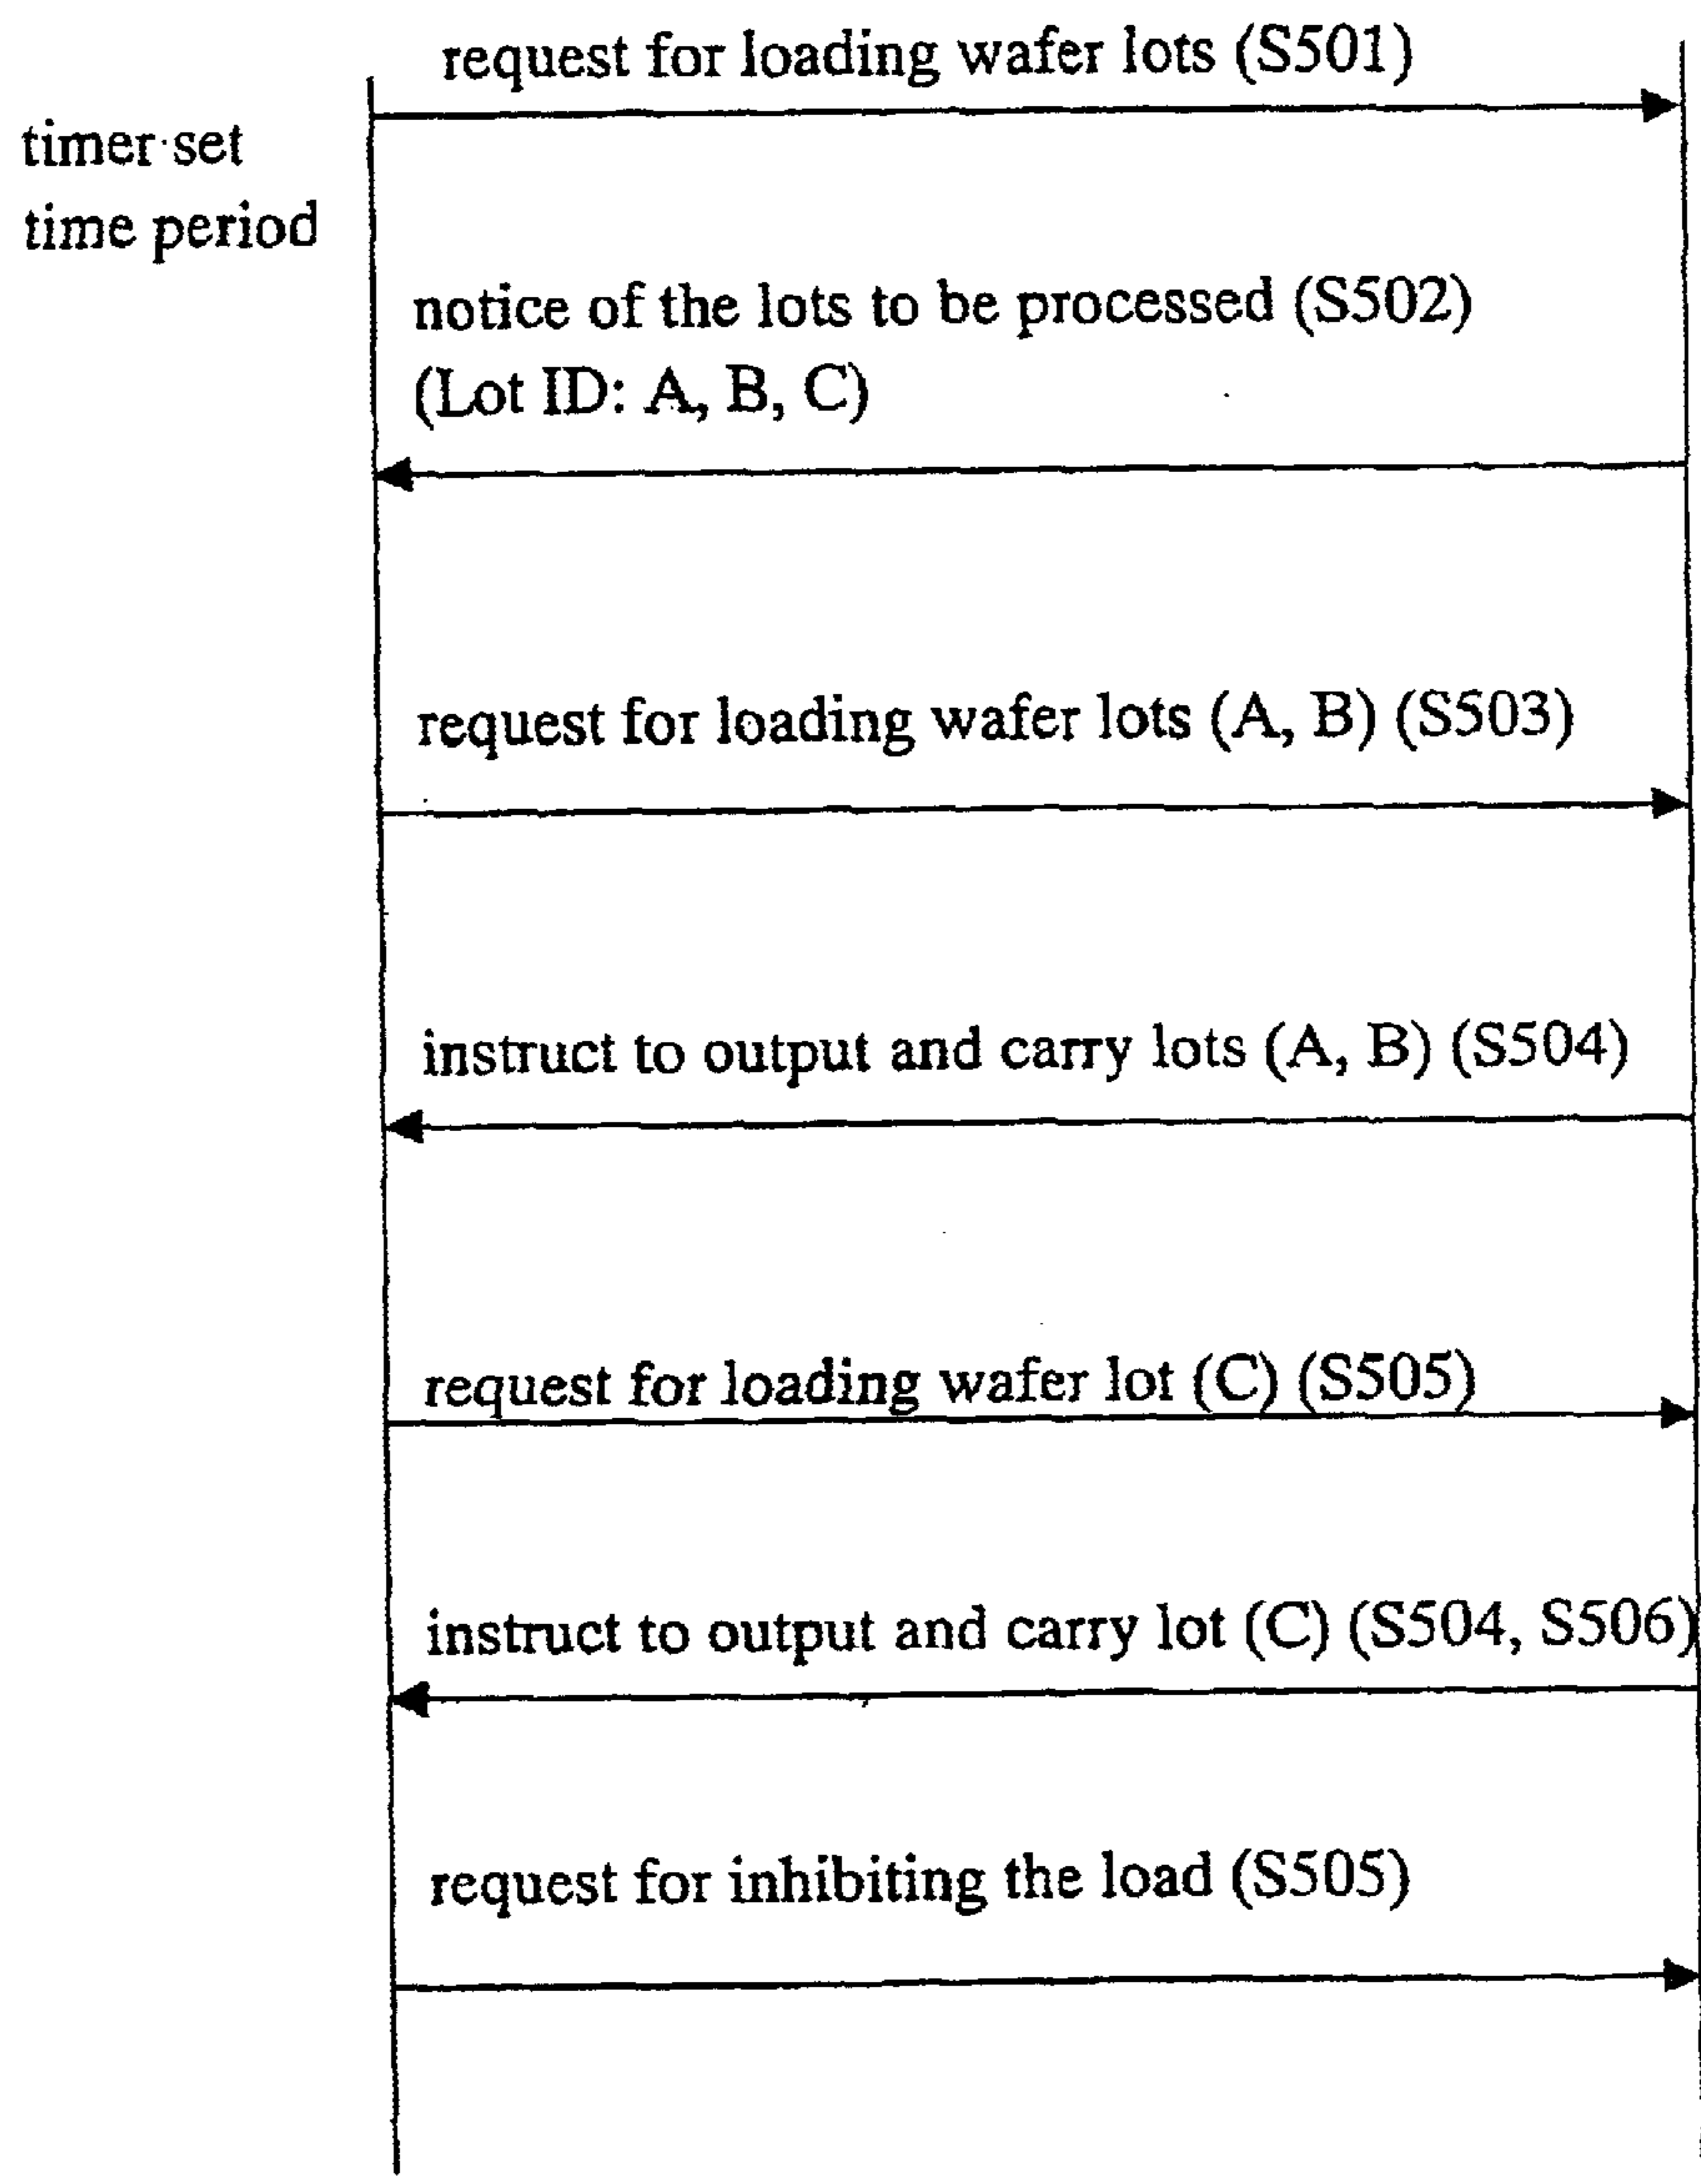 request for loading wafer lots (S501)
timer set
time period
notice of the lots to be processed (S502)
(Lot ID: A, B, C)
request for loading wafer lots (A, B) (S503)
instruct to output and carry lots (A, B) (S504)
request for loading wafer lot (C) (S505)
instruct to output and carry lot (C) (S504, S506)
request for inhibiting the load (S505)